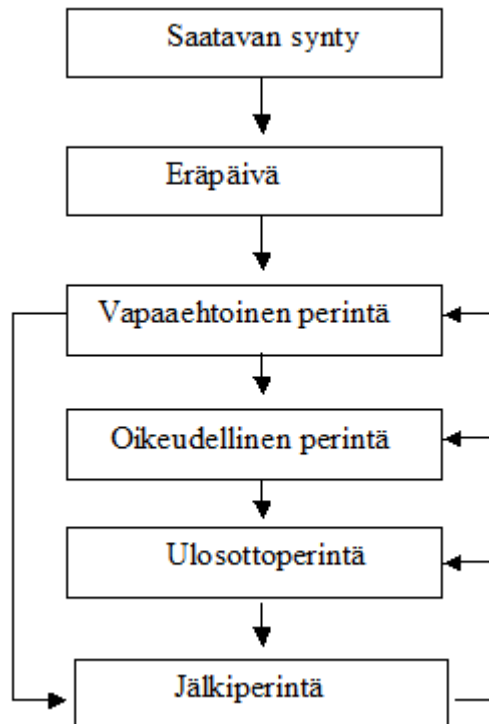 Saatavan synty
Eräpäivä
Vapaaehtoinen perintä
Oikeudellinen perintä
Ulosottoperintä
Jälkiperintä